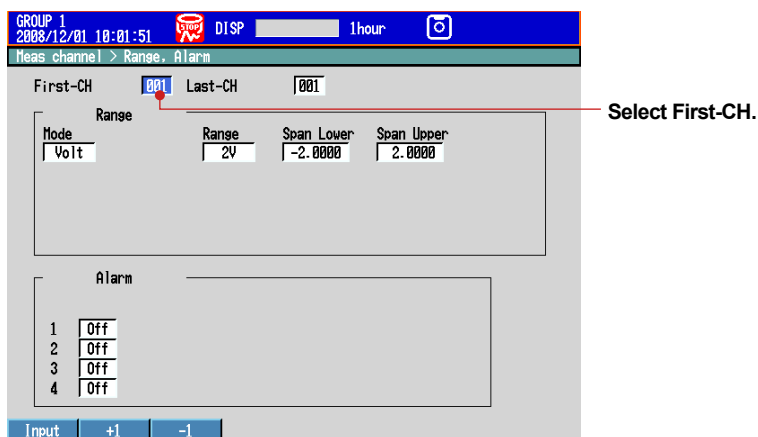 GROUP 1
2008/12/01 10:01:51 STOP DISP 1hour
Meas channel > Range, Alarm
First-CH 001 Last-CH 001
Select First-CH.
Range
Mode Range Span Lower Span Upper
Volt 2V -2.0000 2.0000
Alarm
1 Off
2 Off
3 Off
4 Off
Input +1 -1